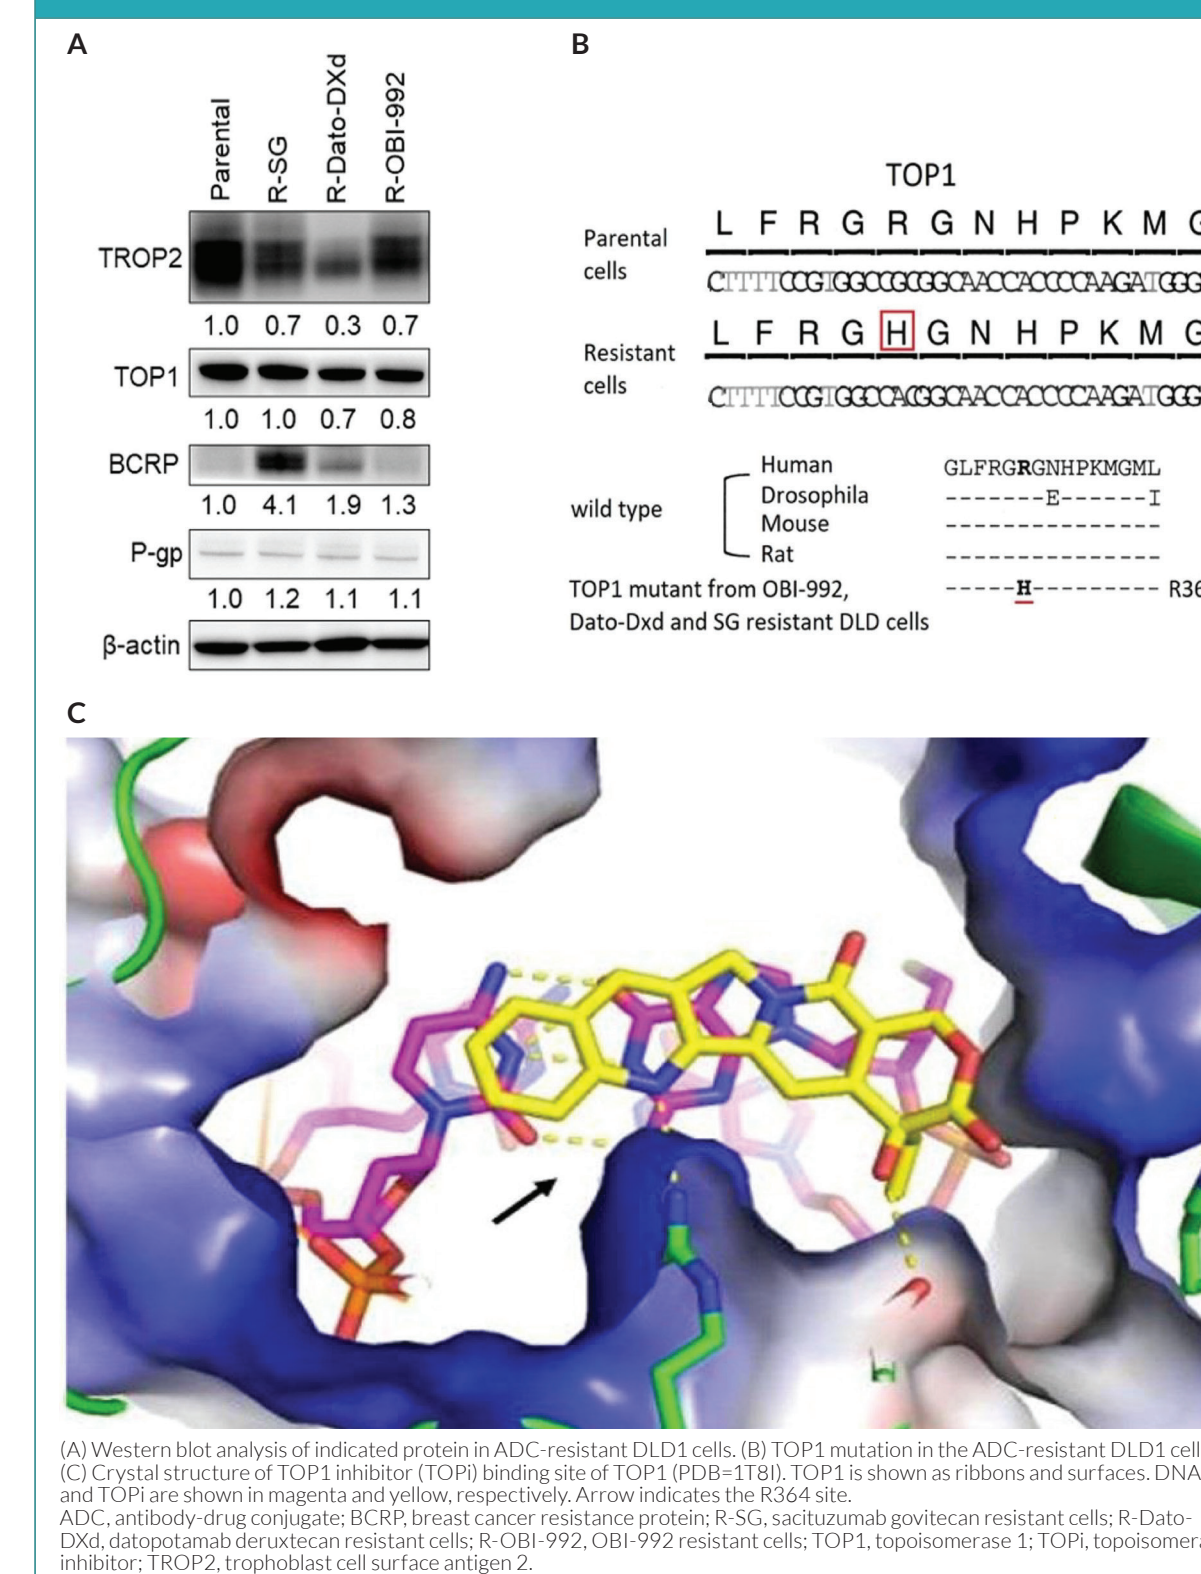 A
B
Parental
R-SG
R-Dato-DXd
R-OBI-992
TROP2
1.0 0.7 0.3 0.7
TOP1
1.0 1.0 0.7 0.8
BCRP
1.0 4.1 1.9 1.3
P-gp
1.0 1.2 1.1 1.1
β-actin
TOP1
Parental
cells
L F R G R G N H P K M G
CTTTTCCGTGGCCGCGGCAACCACCCCAAGATGGG
Resistant
cells
L F R G H G N H P K M G
CTTTTCCGTGGCCACGGCAACCACCCCAAGATGGG
wild type
Human GLFRGRGNHPKMGML
Drosophila -------E------I
Mouse ---------------
Rat ---------------
TOP1 mutant from OBI-992, -----H--------- R36
Dato-Dxd and SG resistant DLD cells
C
(A) Western blot analysis of indicated protein in ADC-resistant DLD1 cells. (B) TOP1 mutation in the ADC-resistant DLD1 cell
(C) Crystal structure of TOP1 inhibitor (TOPi) binding site of TOP1 (PDB=1T8I). TOP1 is shown as ribbons and surfaces. DNA
and TOPi are shown in magenta and yellow, respectively. Arrow indicates the R364 site.
ADC, antibody-drug conjugate; BCRP, breast cancer resistance protein; R-SG, sacituzumab govitecan resistant cells; R-Dato-
DXd, datopotamab deruxtecan resistant cells; R-OBI-992, OBI-992 resistant cells; TOP1, topoisomerase 1; TOPi, topoisomera
inhibitor; TROP2, trophoblast cell surface antigen 2.